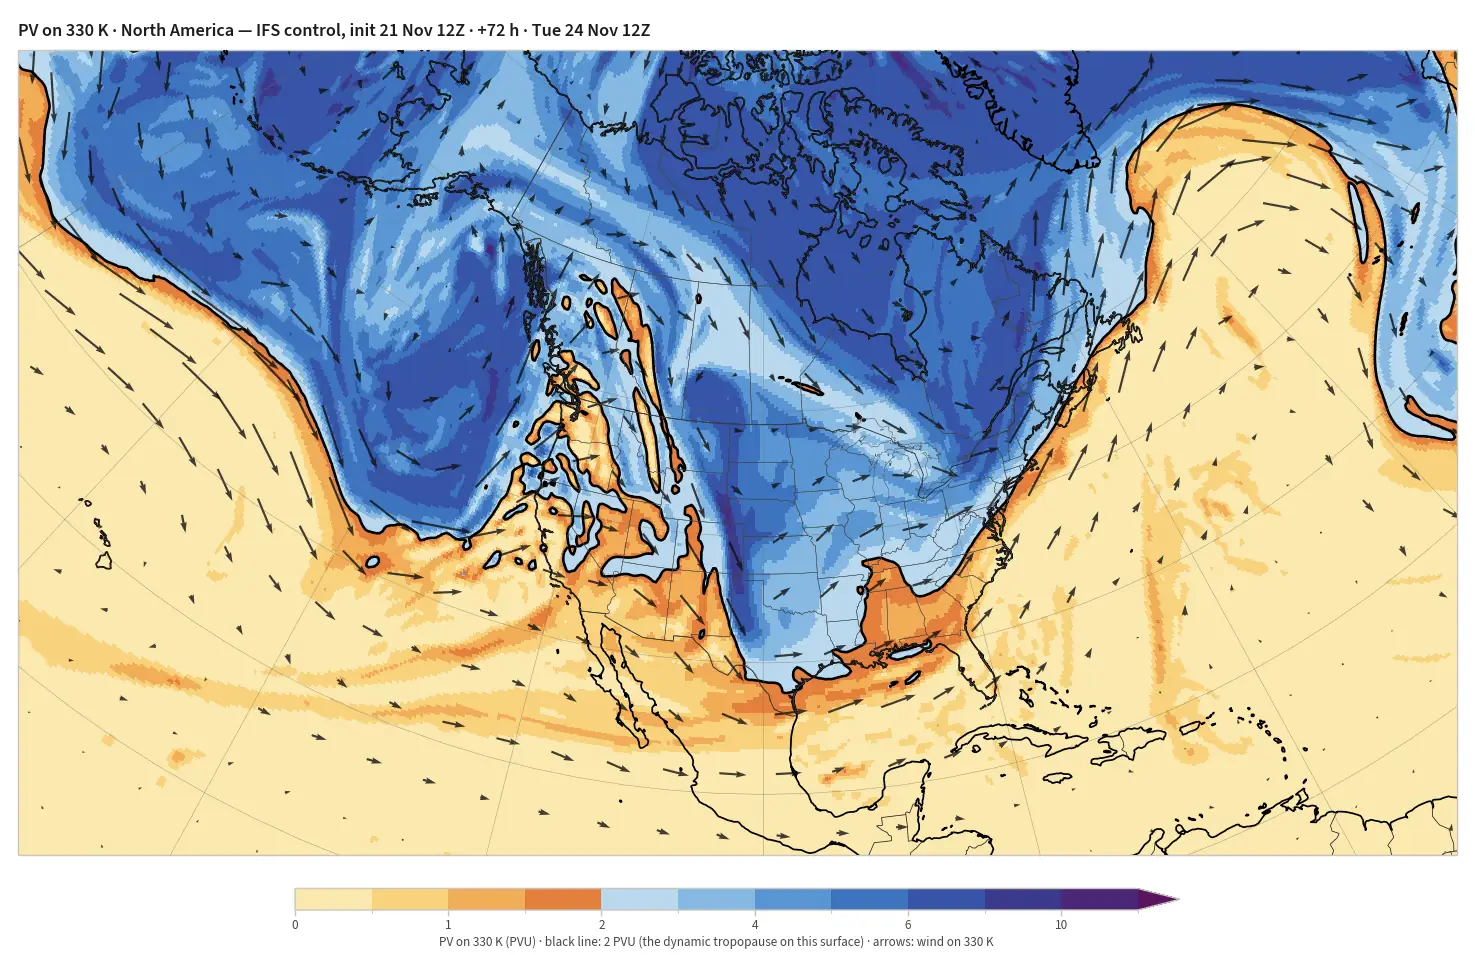 PV on 330 K · North America — IFS control, init 21 Nov 12Z · +72 h · Tue 24 Nov 12Z
0 1 2 4 6 10
PV on 330 K (PVU) · black line: 2 PVU (the dynamic tropopause on this surface) · arrows: wind on 330 K